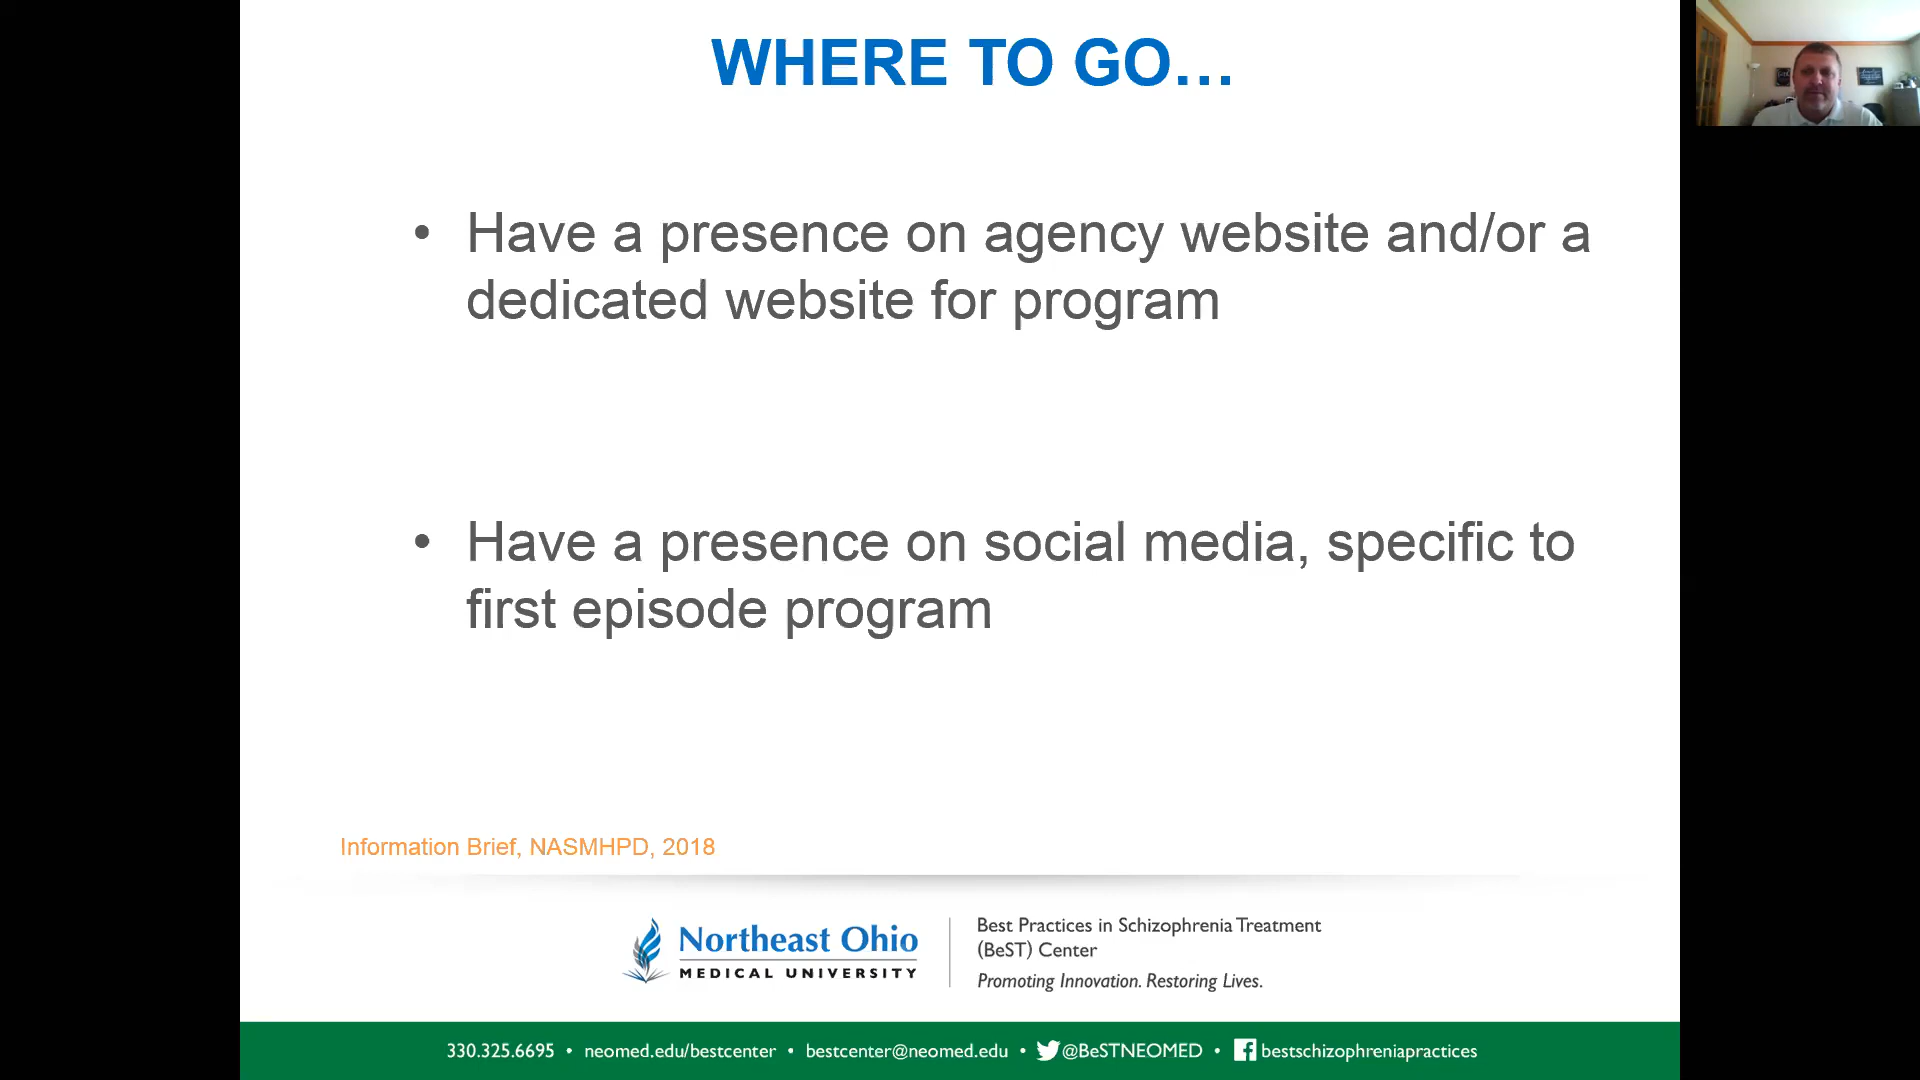 WHERE TO GO…
• Have a presence on agency website and/or a
dedicated website for program
• Have a presence on social media, specific to
first episode program
Information Brief, NASMHPD, 2018
Northeast Ohio
MEDICAL UNIVERSITY
Best Practices in Schizophrenia Treatment
(BeST) Center
Promoting Innovation. Restoring Lives.
330.325.6695 • neomed.edu/bestcenter • bestcenter@neomed.edu • @BeSTNEOMED • bestschizophreniapractices